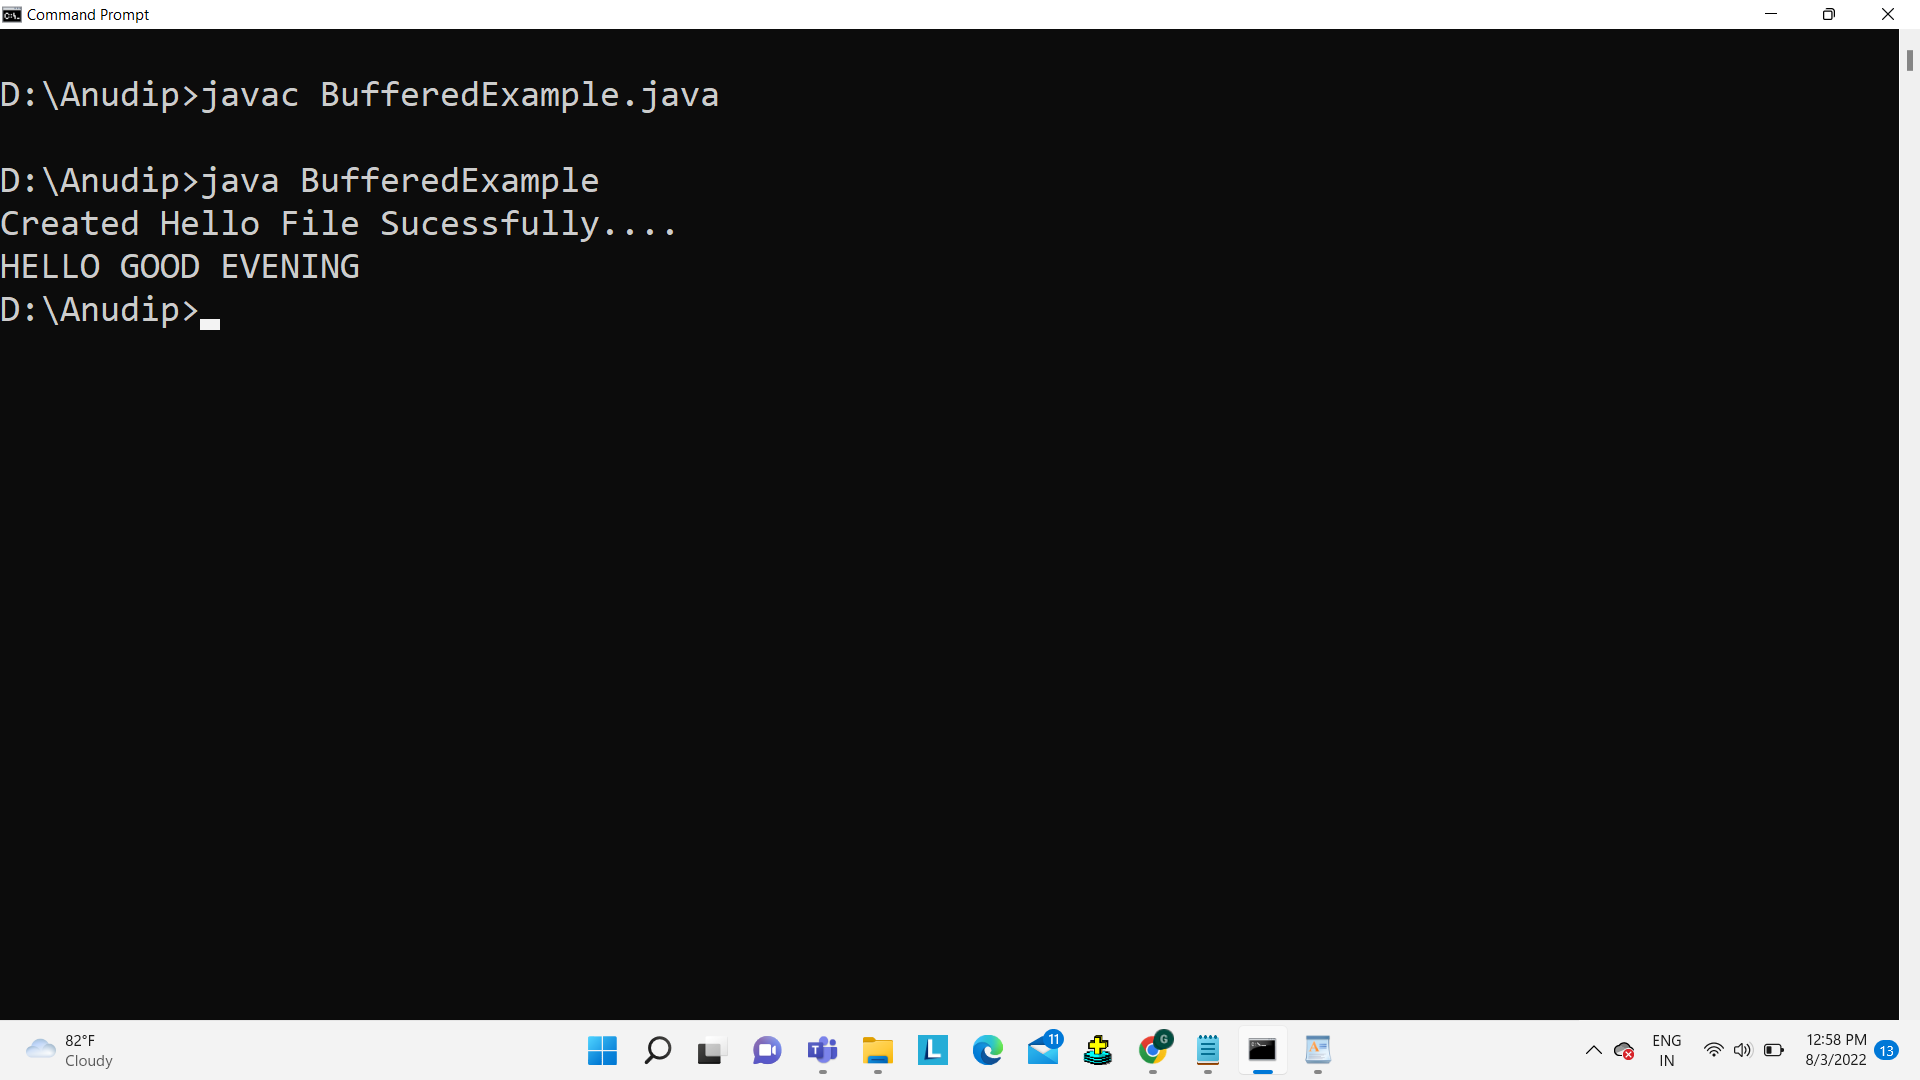 Command Prompt
D:\Anudip>javac BufferedExample.java
D:\Anudip>java BufferedExample
Created Hello File Sucessfully....
HELLO GOOD EVENING
D:\Anudip>
82°F
Cloudy
11
G
ENG
IN
12:58 PM
8/3/2022
13